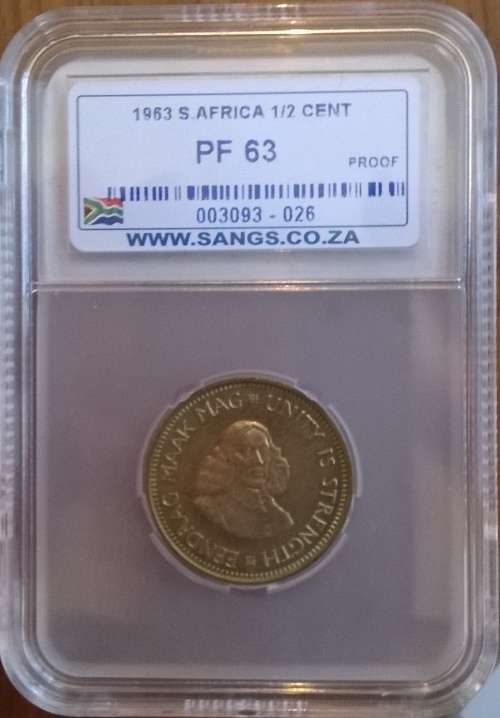 1963 S.AFRICA 1/2 CENT
PF 63
PROOF
003093 - 026
WWW.SANGS.CO.ZA
EENDRAG MAAK MAG * UNITY IS STRENGTH *